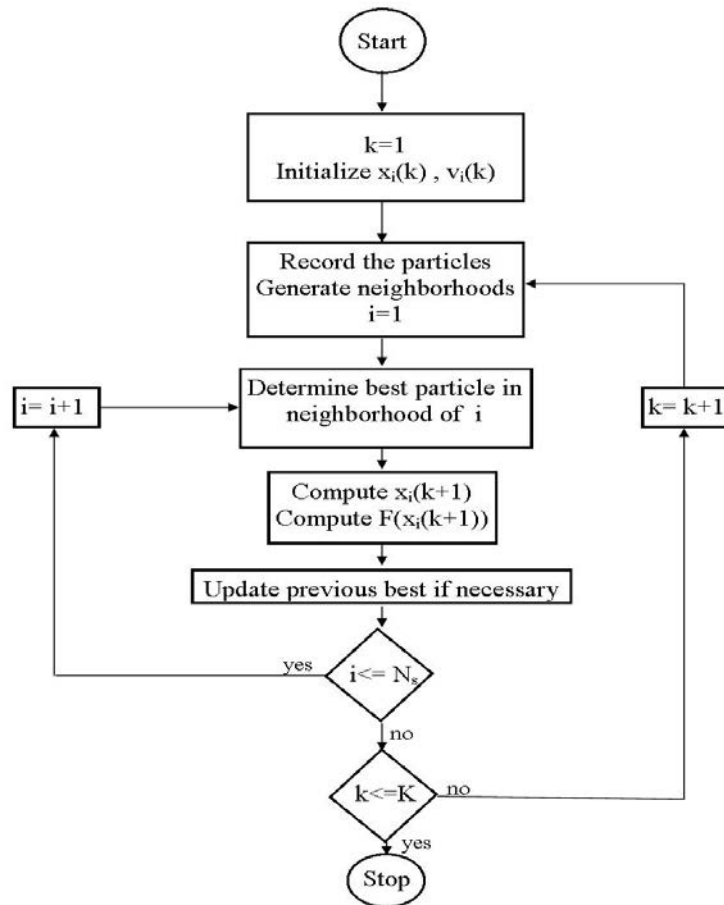 Start
k=1
Initialize xᵢ(k) , vᵢ(k)
Record the particles
Generate neighborhoods
i=1
Determine best particle in
neighborhood of i
i= i+1
k= k+1
Compute xᵢ(k+1)
Compute F(xᵢ(k+1))
Update previous best if necessary
yes
i<= Nₛ
no
k<=K
no
yes
Stop